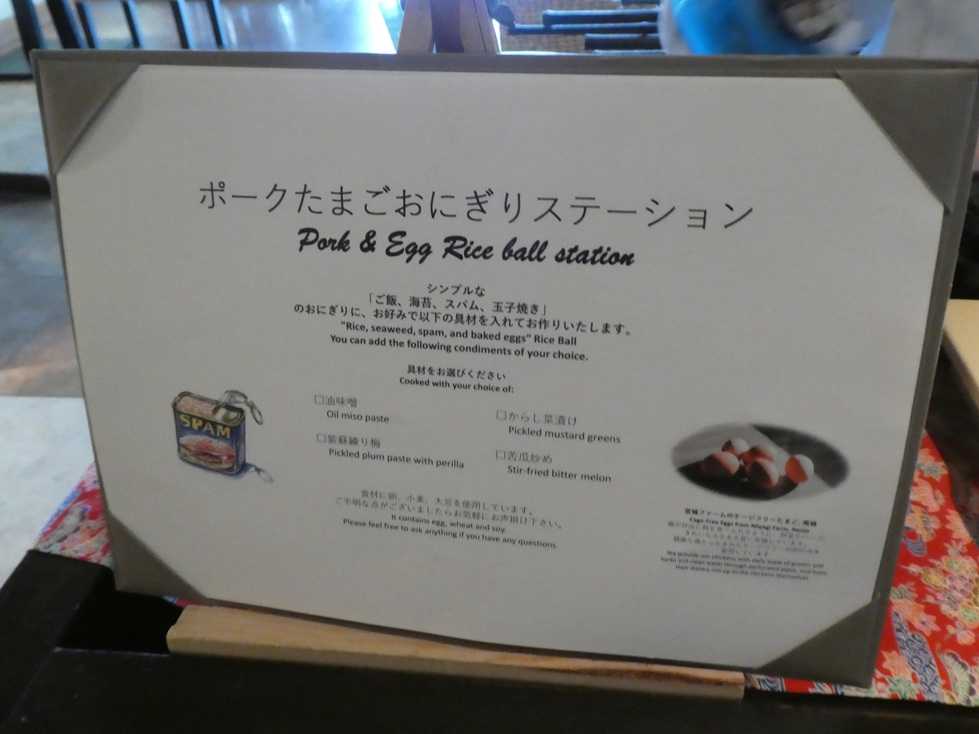 ポークたまごおにぎりステーション
Pork & Egg Rice ball station
シンプルな
「ご飯、海苔、スパム、玉子焼き」
のおにぎりに、お好みで以下の具材を入れてお作りいたします。
"Rice, seaweed, spam, and baked eggs" Rice Ball
You can add the following condiments of your choice.
具材をお選びください
Cooked with your choice of:
□油味噌
Oil miso paste
□からし菜漬け
Pickled mustard greens
□紫蘇練り梅
Pickled plum paste with perilla
□苦瓜炒め
Stir-fried bitter melon
SPAM
食材に卵、小麦、大豆を使用しています。
ご不明な点がございましたらお気軽にお声掛け下さい。
It contains egg, wheat and soy.
Please feel free to ask anything if you have any questions.
Cage-Free Eggs from Miyagi Farm,